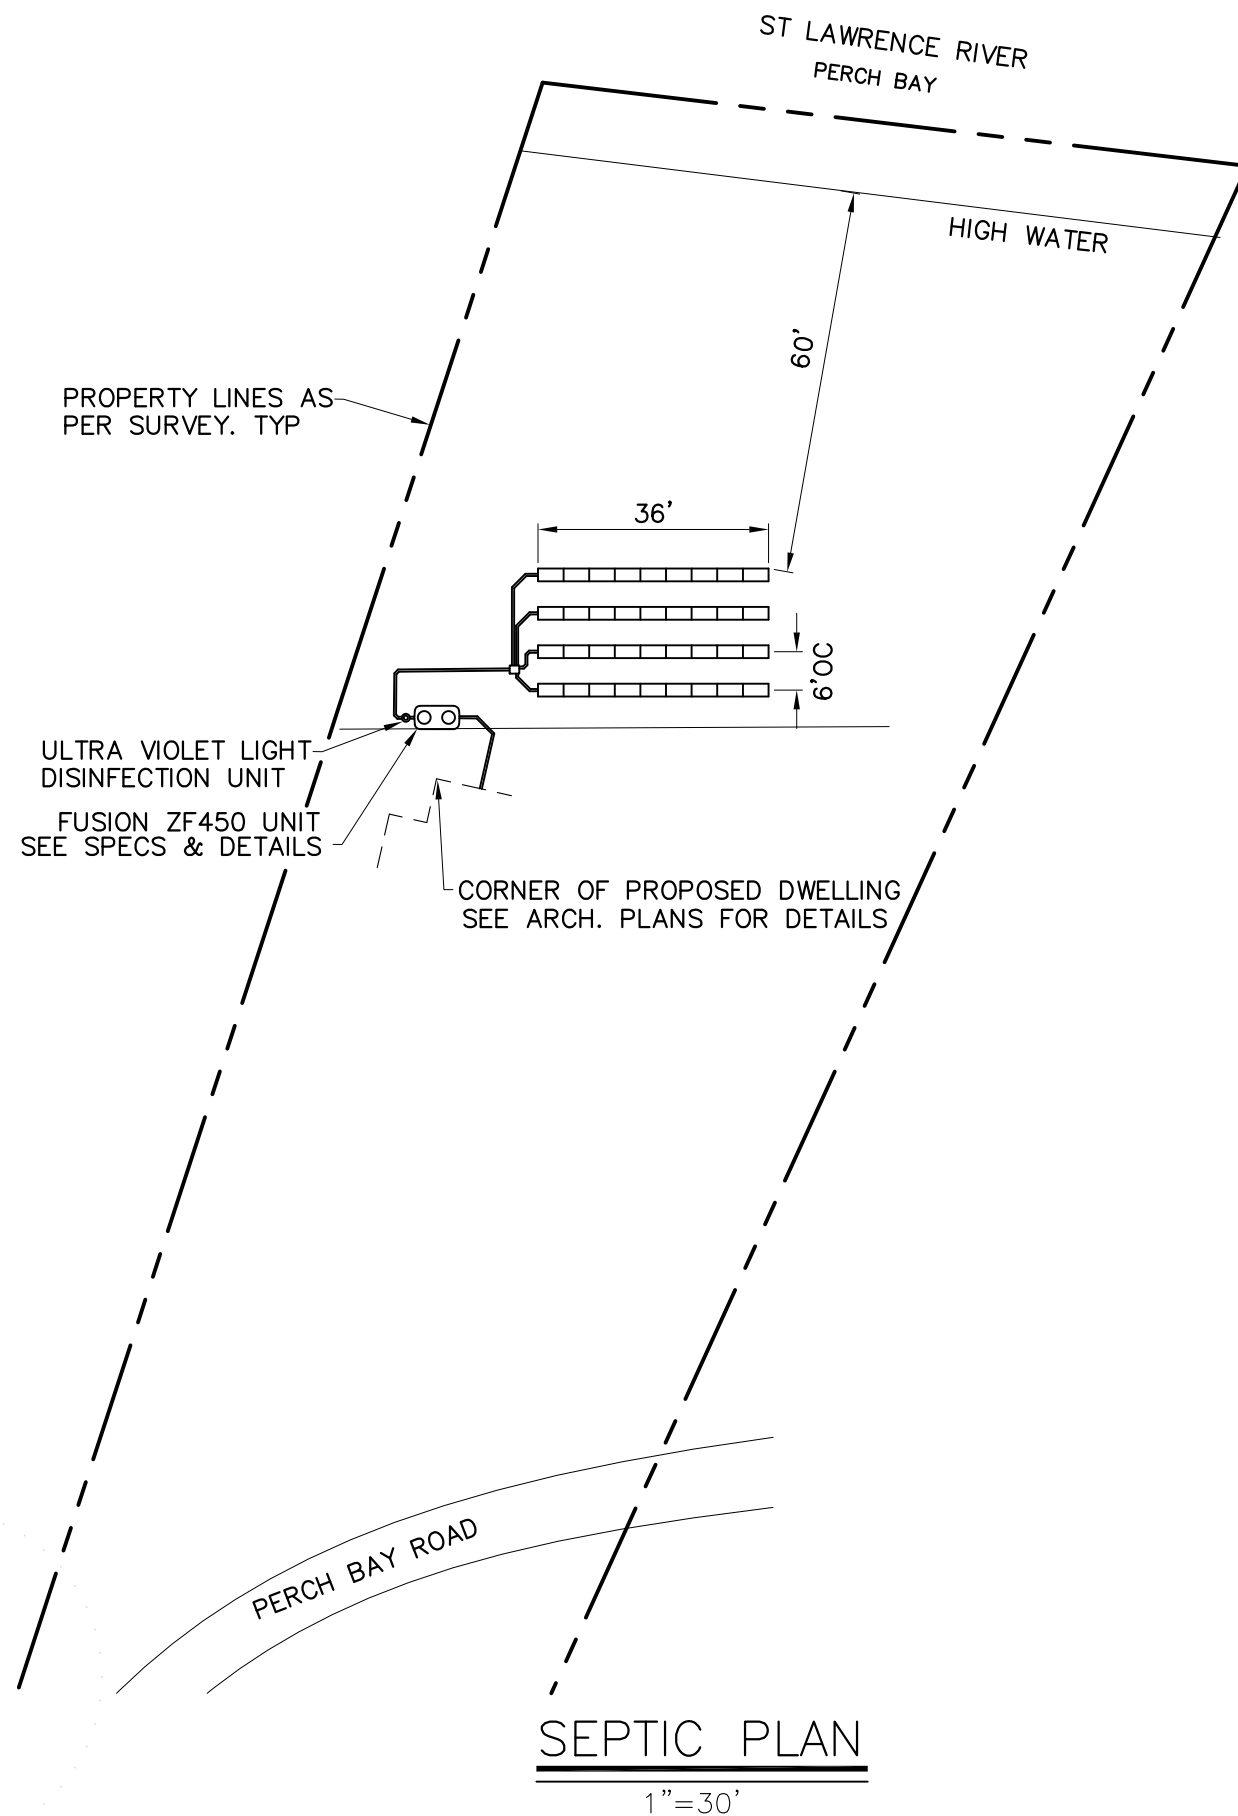 ST LAWRENCE RIVER
PERCH BAY
HIGH WATER
60'
PROPERTY LINES AS
PER SURVEY. TYP
36'
6'OC
ULTRA VIOLET LIGHT
DISINFECTION UNIT
FUSION ZF450 UNIT
SEE SPECS & DETAILS
CORNER OF PROPOSED DWELLING
SEE ARCH. PLANS FOR DETAILS
PERCH BAY ROAD
SEPTIC PLAN
1"=30'